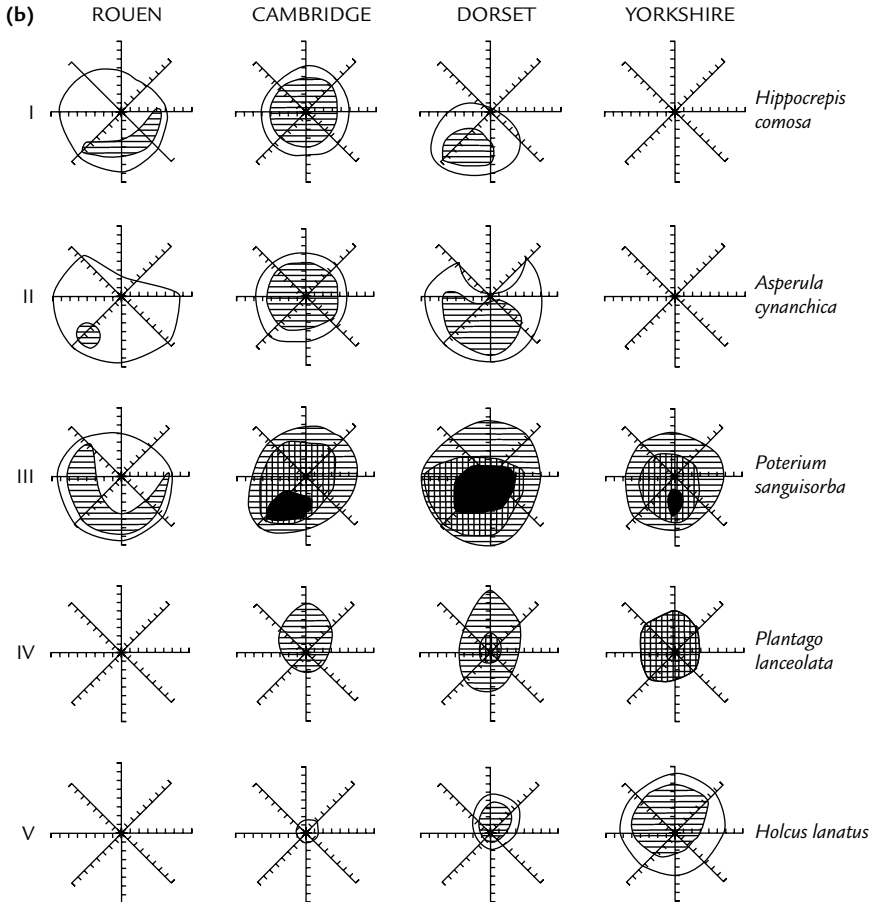 (b) ROUEN CAMBRIDGE DORSET YORKSHIRE
I Hippocrepis
comosa
II Asperula
cynanchica
III Poterium
sanguisorba
IV Plantago
lanceolata
V Holcus lanatus